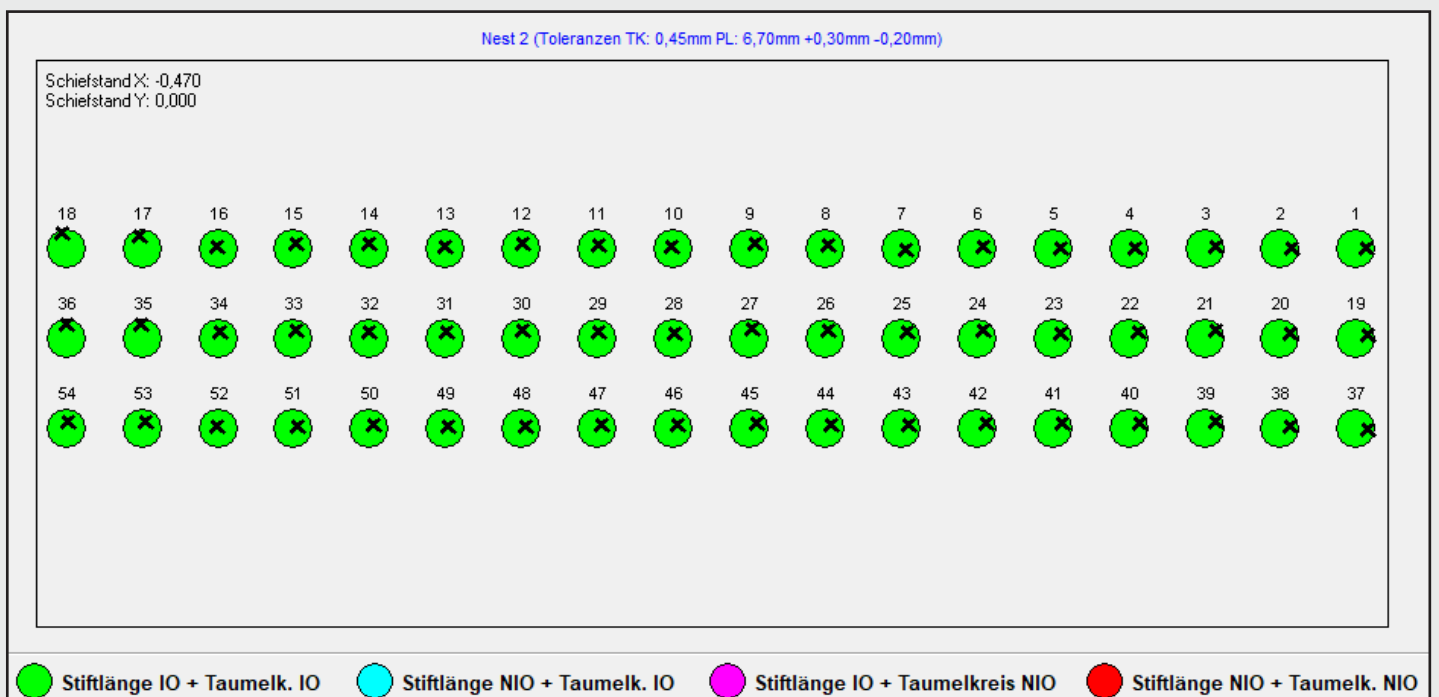 Nest 2 (Toleranzen TK: 0,45mm PL: 6,70mm +0,30mm -0,20mm)
Schiefstand X: -0,470
Schiefstand Y: 0,000
18 17 16 15 14 13 12 11 10 9 8 7 6 5 4 3 2 1
36 35 34 33 32 31 30 29 28 27 26 25 24 23 22 21 20 19
54 53 52 51 50 49 48 47 46 45 44 43 42 41 40 39 38 37
Stiftlänge IO + Taumelk. IO Stiftlänge NIO + Taumelk. IO Stiftlänge IO + Taumelkreis NIO Stiftlänge NIO + Taumelk. NIO